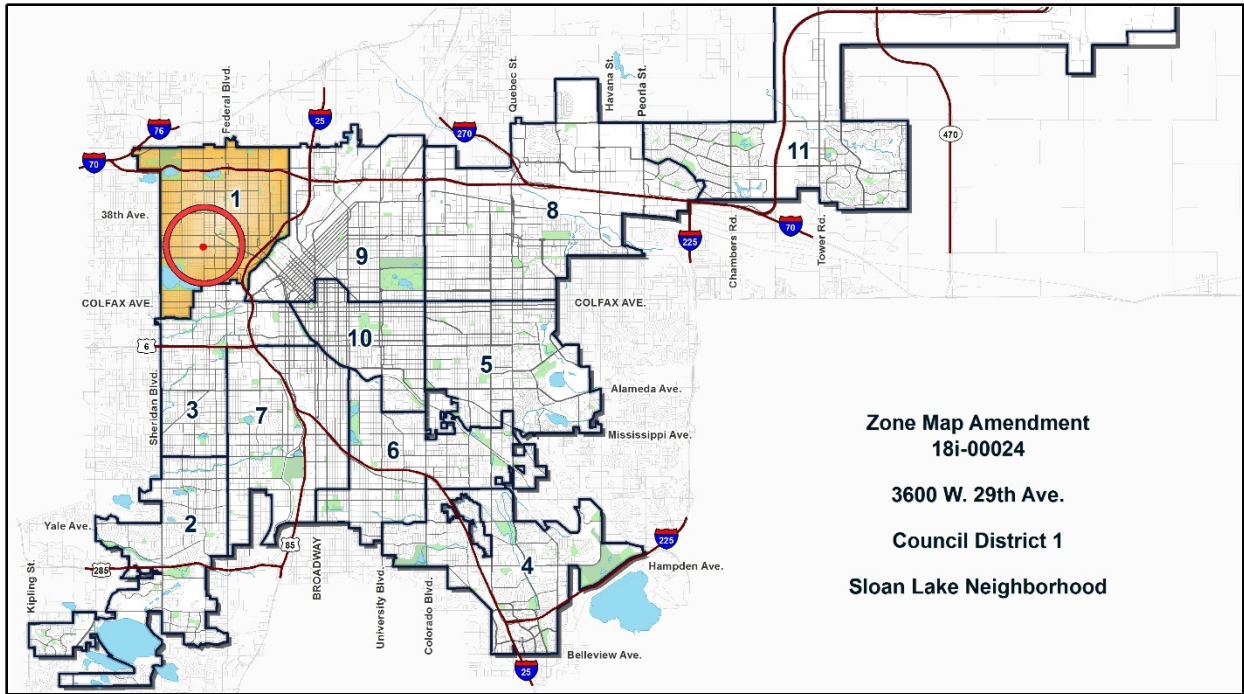 Federal Blvd.
Quebec St.
Havana St.
Peoria St.
76
25
270
470
70
1
11
38th Ave.
8
9
225
Chambers Rd.
70
Tower Rd.
COLFAX AVE.
COLFAX AVE.
6
10
5
Sheridan Blvd.
3
7
Alameda Ave.
Mississippi Ave.
6
Zone Map Amendment
18i-00024
3600 W. 29th Ave.
Council District 1
Sloan Lake Neighborhood
Yale Ave.
2
85
BROADWAY
225
4
Hampden Ave.
285
Kipling St.
University Blvd.
Colorado Blvd.
Belleview Ave.
25